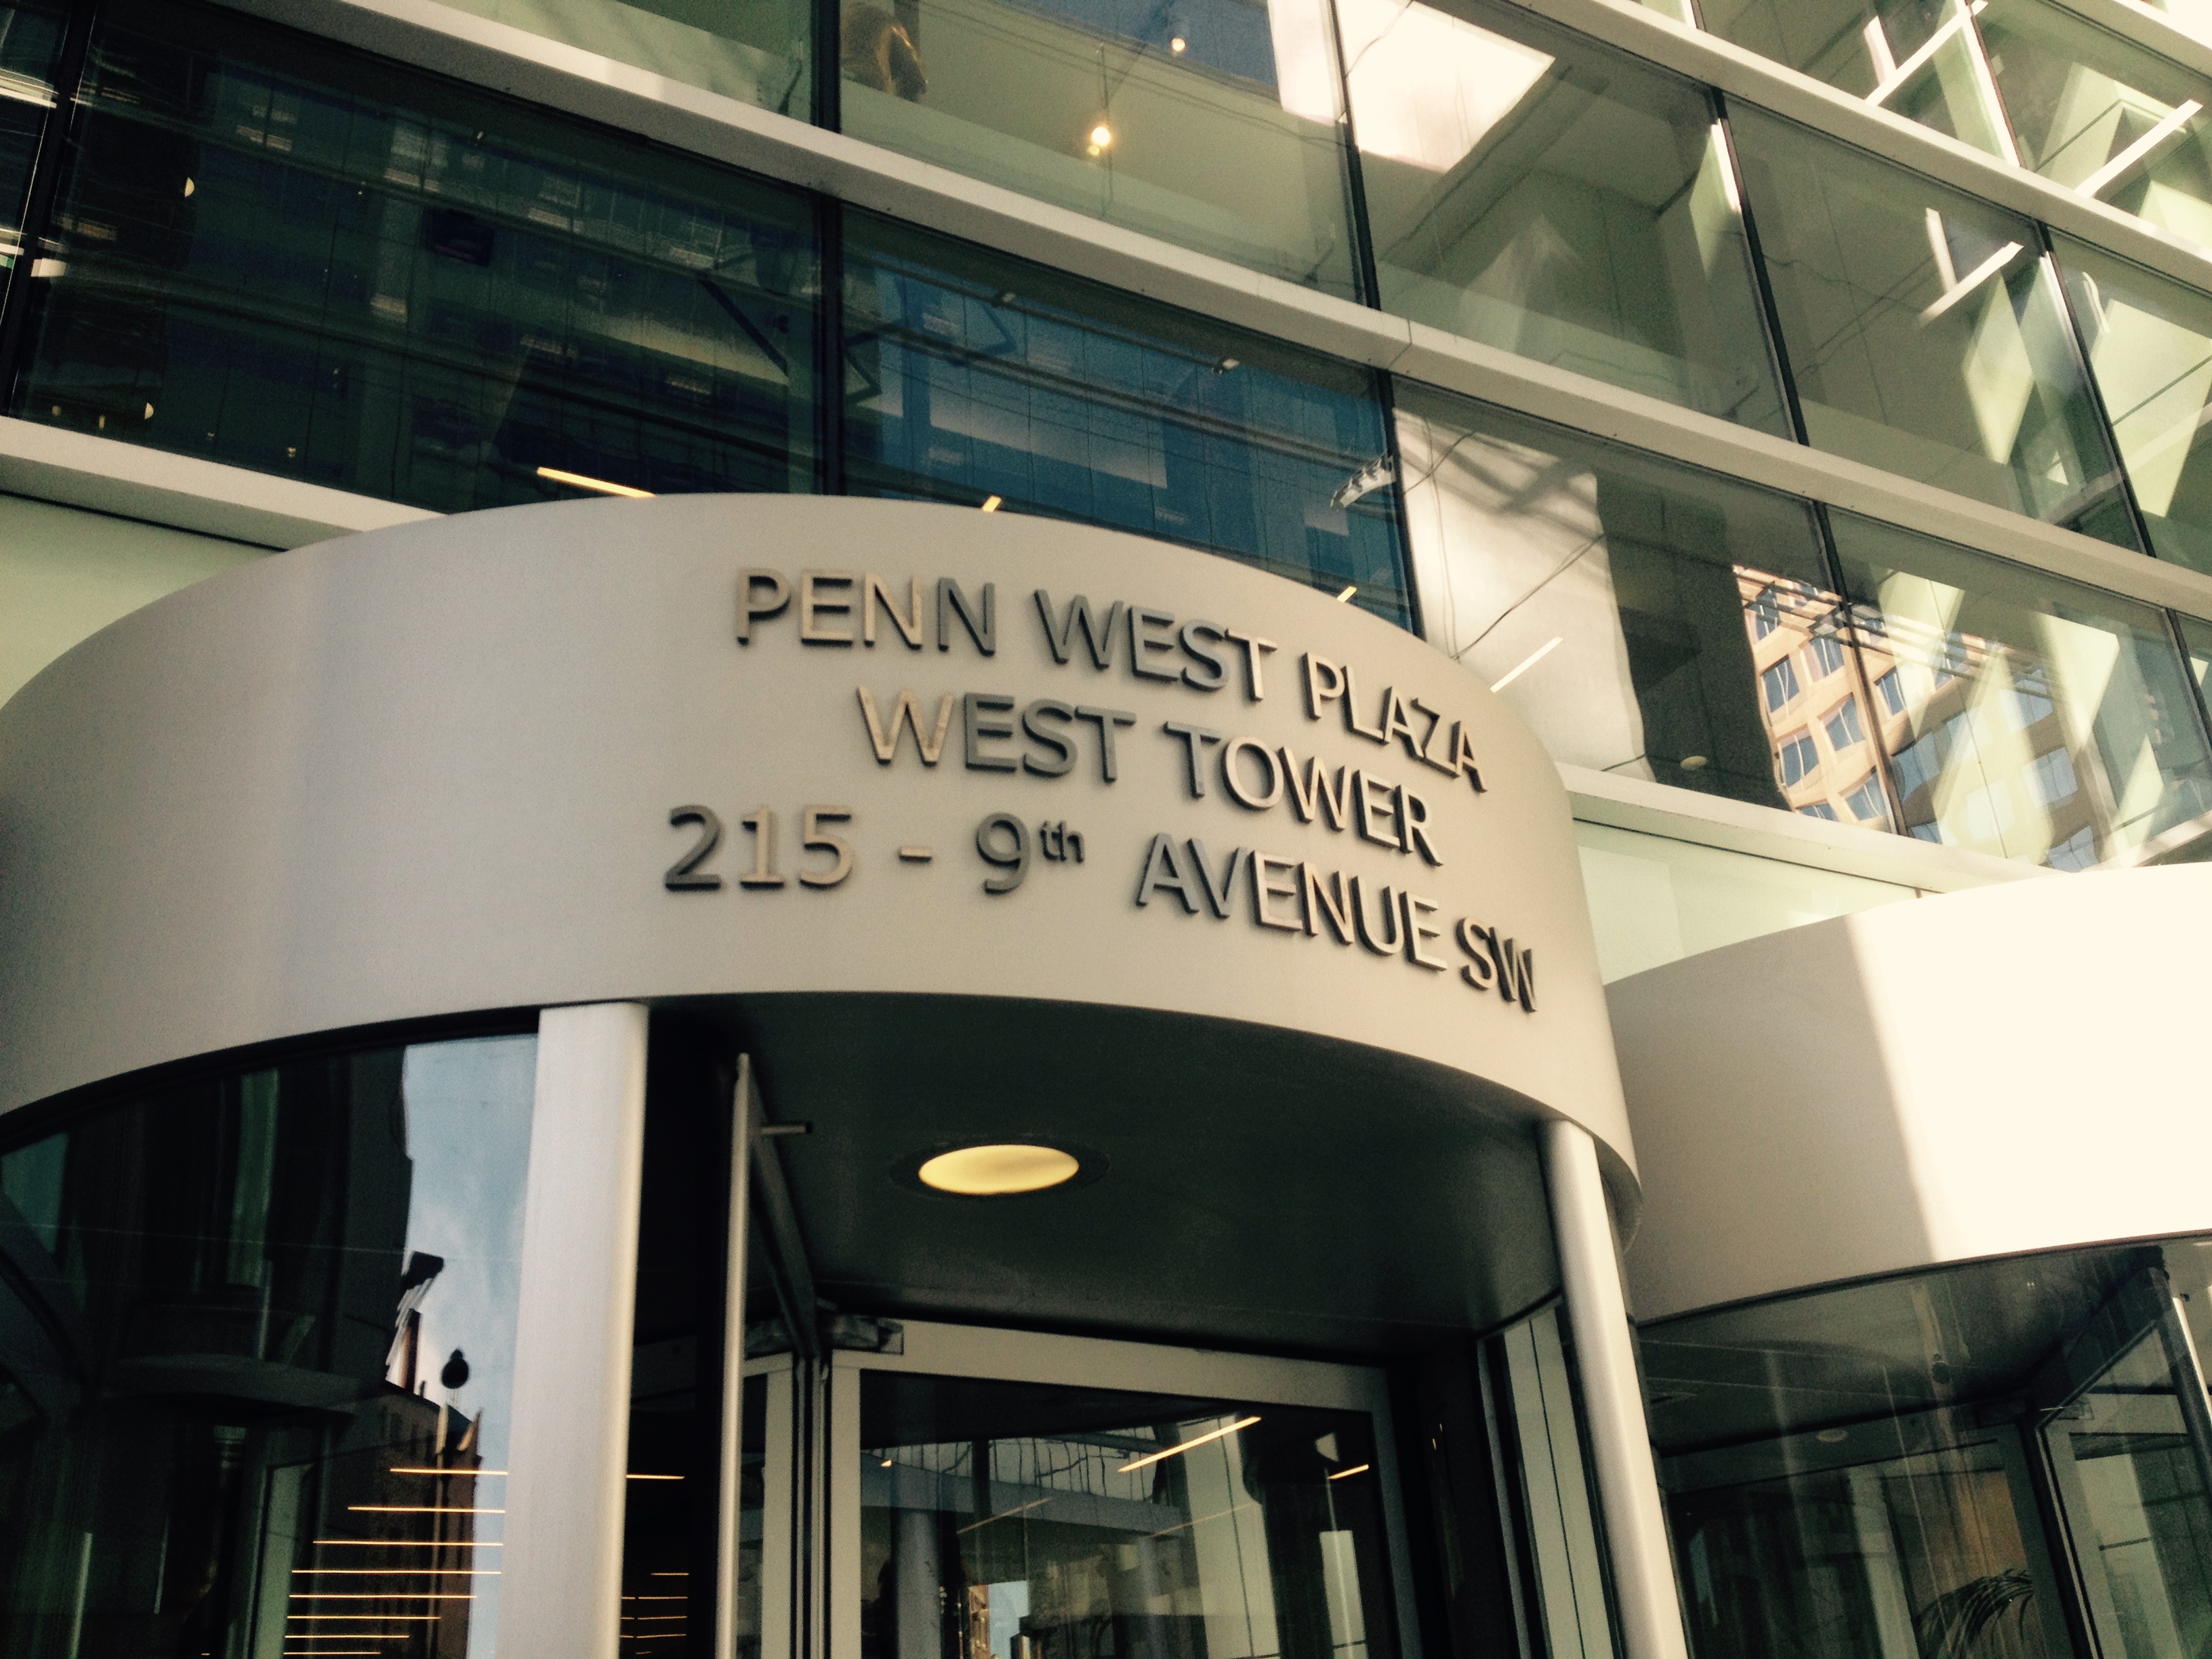 PENN WEST PLAZA
WEST TOWER
215 - 9th AVENUE SW